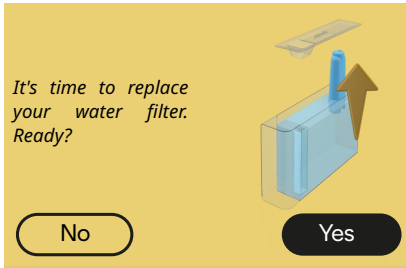 It's time to replace
your water filter.
Ready?
No
Yes